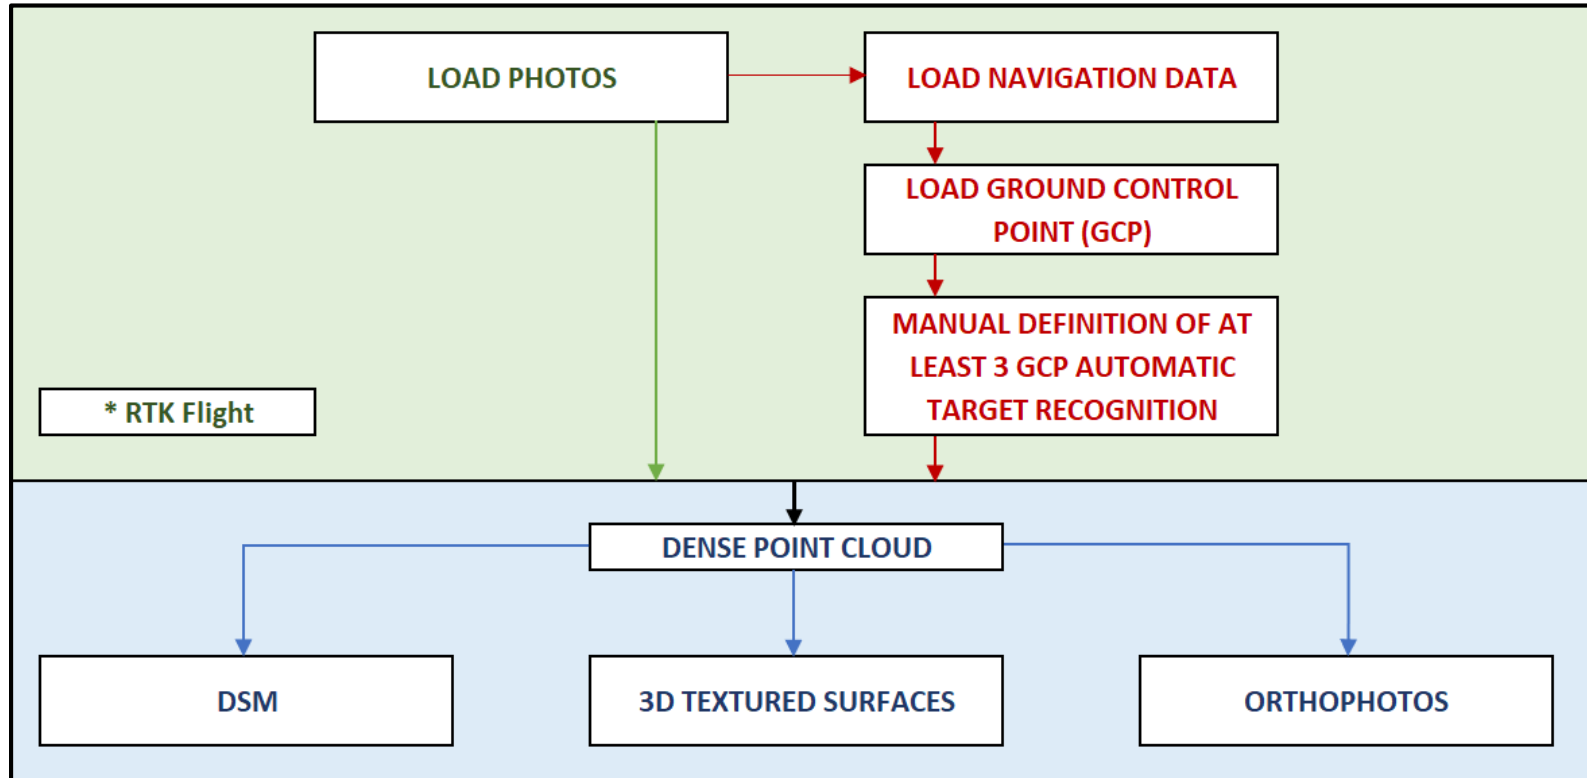 LOAD PHOTOS
LOAD NAVIGATION DATA
LOAD GROUND CONTROL
POINT (GCP)
MANUAL DEFINITION OF AT
LEAST 3 GCP AUTOMATIC
TARGET RECOGNITION
* RTK Flight
DENSE POINT CLOUD
DSM
3D TEXTURED SURFACES
ORTHOPHOTOS